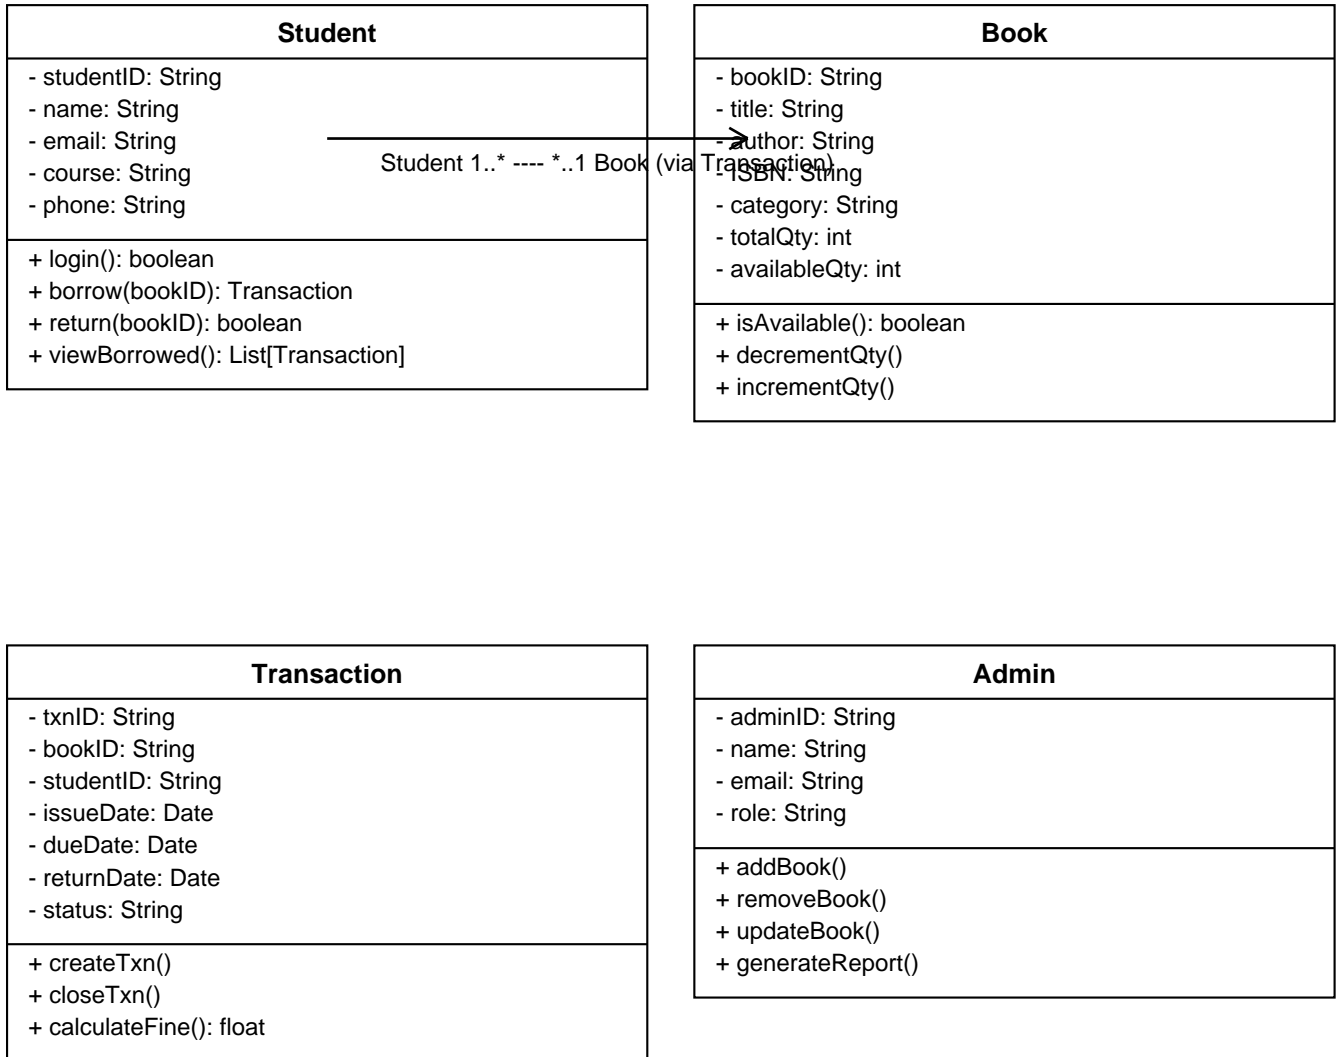 Student
- studentID: String
- name: String
- email: String
- course: String
- phone: String
+ login(): boolean
+ borrow(bookID): Transaction
+ return(bookID): boolean
+ viewBorrowed(): List[Transaction]
Student 1..* ---- *..1 Book (via Transaction)
Book
- bookID: String
- title: String
- author: String
- ISBN: String
- category: String
- totalQty: int
- availableQty: int
+ isAvailable(): boolean
+ decrementQty()
+ incrementQty()
Transaction
- txnID: String
- bookID: String
- studentID: String
- issueDate: Date
- dueDate: Date
- returnDate: Date
- status: String
+ createTxn()
+ closeTxn()
+ calculateFine(): float
Admin
- adminID: String
- name: String
- email: String
- role: String
+ addBook()
+ removeBook()
+ updateBook()
+ generateReport()